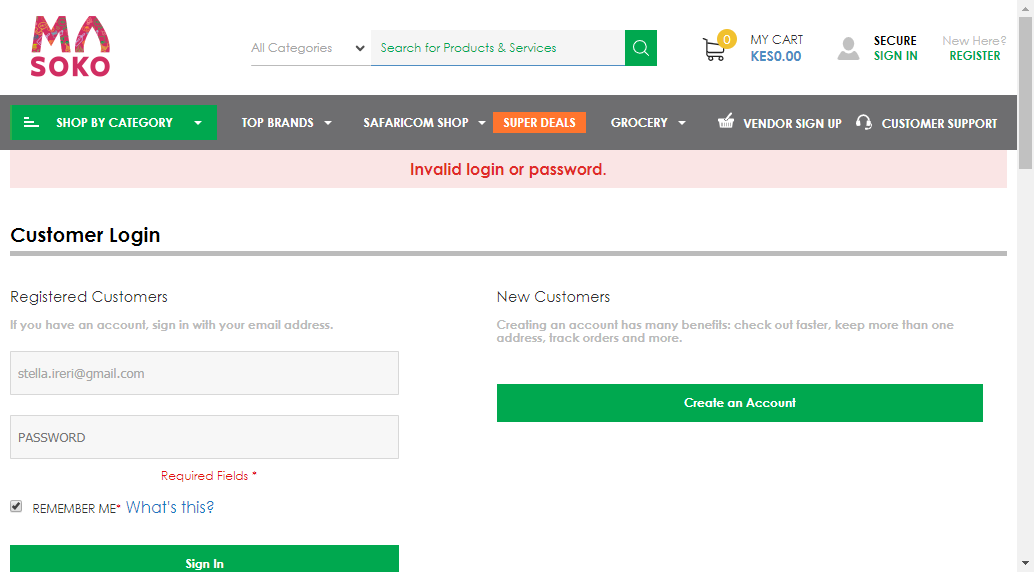 MA
SOKO
All Categories
Search for Products & Services
0
MY CART
KES0.00
SECURE
SIGN IN
New Here?
REGISTER
SHOP BY CATEGORY
TOP BRANDS
SAFARICOM SHOP
SUPER DEALS
GROCERY
VENDOR SIGN UP
CUSTOMER SUPPORT
Invalid login or password.
Customer Login
Registered Customers
If you have an account, sign in with your email address.
stella.ireri@gmail.com
PASSWORD
Required Fields *
REMEMBER ME* What's this?
Sign In
New Customers
Creating an account has many benefits: check out faster, keep more than one
address, track orders and more.
Create an Account